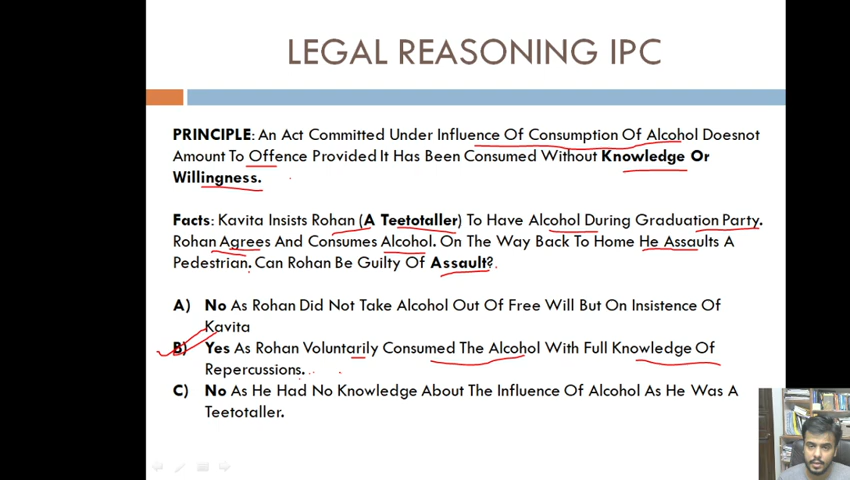 LEGAL REASONING IPC
PRINCIPLE: An Act Committed Under Influence Of Consumption Of Alcohol Doesnot
Amount To Offence Provided It Has Been Consumed Without Knowledge Or
Willingness.
Facts: Kavita Insists Rohan (A Teetotaller) To Have Alcohol During Graduation Party.
Rohan Agrees And Consumes Alcohol. On The Way Back To Home He Assaults A
Pedestrian. Can Rohan Be Guilty Of Assault?
A) No As Rohan Did Not Take Alcohol Out Of Free Will But On Insistence Of
Kavita
B) Yes As Rohan Voluntarily Consumed The Alcohol With Full Knowledge Of
Repercussions.
C) No As He Had No Knowledge About The Influence Of Alcohol As He Was A
Teetotaller.